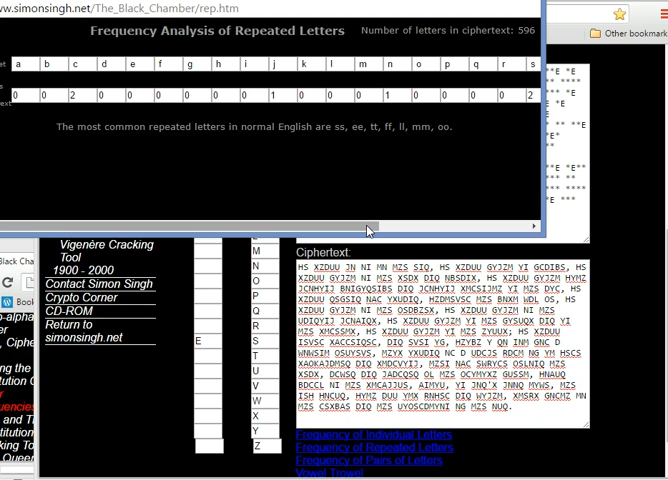 ww.simonsingh.net/The_Black_Chamber/rep.htm
Frequency Analysis of Repeated Letters
Number of letters in ciphertext: 596
a b c d e f g h i j k l m n o p q r s
0 0 2 0 0 0 0 0 0 1 0 0 0 1 0 0 0 0 2
The most common repeated letters in normal English are ss, ee, tt, ff, ll, mm, oo.
Other bookmark
Vigenère Cracking
Tool
1900 - 2000
Contact Simon Singh
Crypto Corner
CD-ROM
Return to
simonsingh.net
Black Cha
Book
E
M
N
O
P
Q
R
S
T
U
V
W
X
Y
Z
Ciphertext:
HS XZDUU JN NI MN MZS SIQ, HS XZDUU GYJZM YI GCDIBS, HS
XZDUU GYJZM NI MZS XSDX DIQ NBSDIX, HS XZDUU GYJZM HYMZ
JCNHYIJ BNIGYQSIBS DIQ JCNHYIJ XMCSIJMZ YI MZS DYC, HS
XZDUU QSGSIQ NAC YXUDIQ, HZDMSVSC MZS BNXM WDL OS, HS
XZDUU GYJZM NI MZS OSDBZSX, HS XZDUU GYJZM NI MZS
UDIQYIJ JCNAIQX, HS XZDUU GYJZM YI MZS GYSUQX DIQ YI
MZS XMCSSMX, HS XZDUU GYJZM YI MZS ZYUUX; HS XZDUU
ISVSC XACCSIQSC, DIQ SVSI YG, HZYBZ Y QN INM GNC D
WNWSIM OSUYSVS, MZYX YXUDIQ NC D UDCJS RDCM NG YM HSCS
XAOKAJDMSQ DIQ XMDCVYIJ, MZSI NAC SWRYCS OSLNIQ MZS
XSDX, DCWSQ DIQ JADCQSQ OL MZS OCYMYXZ GUSSM, HNAUQ
BDCCL NI MZS XMCAJJUS, AIMYU, YI JNQ'X JNNQ MYWS, MZS
ISH HNCUQ, HYMZ DUU YMX RNHSC DIQ WYJZM, XMSRX GNCMZ MN
MZS CSXBAS DIQ MZS UYOSCDMYNI NG MZS NUQ.
Frequency of Individual Letters
Frequency of Repeated Letters
Frequency of Pairs of Letters
Vowel Trowel